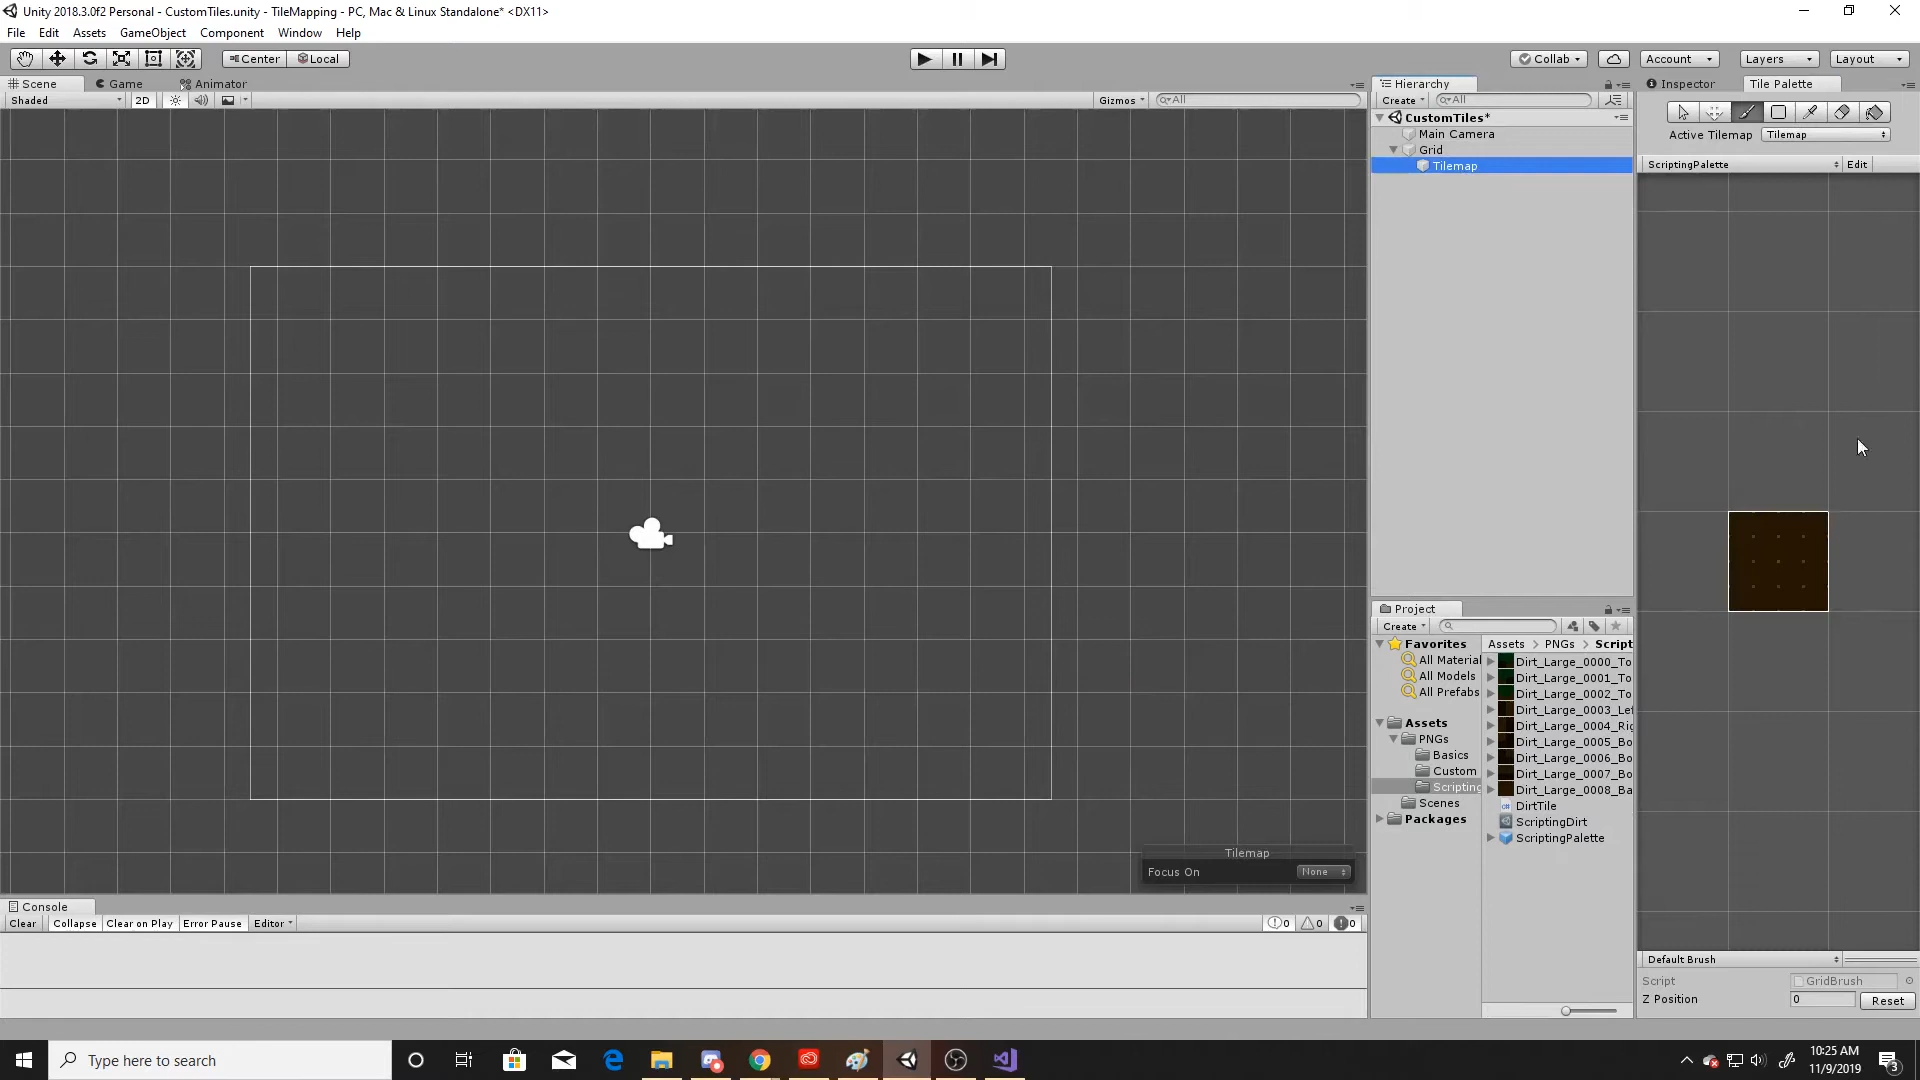 Unity 2018.3.0f2 Personal - CustomTiles.unity - TileMapping - PC, Mac & Linux Standalone* <DX11>
File Edit Assets GameObject Component Window Help
Center Local Collab Account Layers Layout
Scene Game Animator
Shaded 2D Gizmos All
Hierarchy
Create All
CustomTiles*
Main Camera
Grid
Tilemap
Inspector Tile Palette
Active Tilemap Tilemap
ScriptingPalette Edit
Tilemap
Focus On None
Project
Create
Favorites
All Material
All Models
All Prefabs
Assets
PNGs
Basics
Custom
Scripting
Scenes
Packages
Assets > PNGs > Script
Dirt_Large_0000_To
Dirt_Large_0001_To
Dirt_Large_0002_To
Dirt_Large_0003_Lef
Dirt_Large_0004_Rig
Dirt_Large_0005_Bo
Dirt_Large_0006_Bo
Dirt_Large_0007_Bo
Dirt_Large_0008_Ba
DirtTile
ScriptingDirt
ScriptingPalette
Console
Clear Collapse Clear on Play Error Pause Editor 0 0 0
Default Brush
Script GridBrush
Z Position 0 Reset
Type here to search
10:25 AM
11/9/2019
3